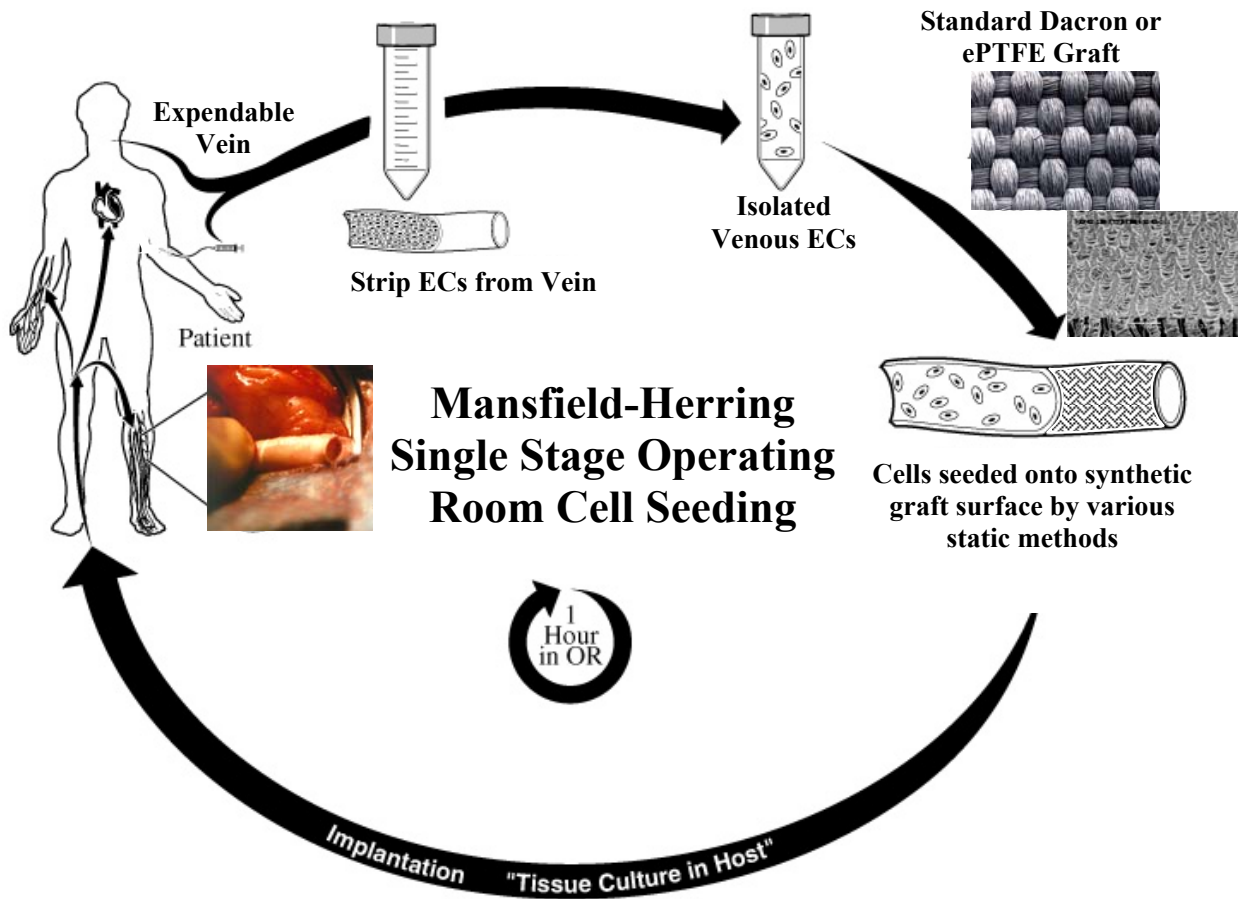 Standard Dacron or
ePTFE Graft
Expendable
Vein
Isolated
Venous ECs
Strip ECs from Vein
Patient
Mansfield-Herring
Single Stage Operating
Room Cell Seeding
Cells seeded onto synthetic
graft surface by various
static methods
1
Hour
in OR
Implantation "Tissue Culture in Host"